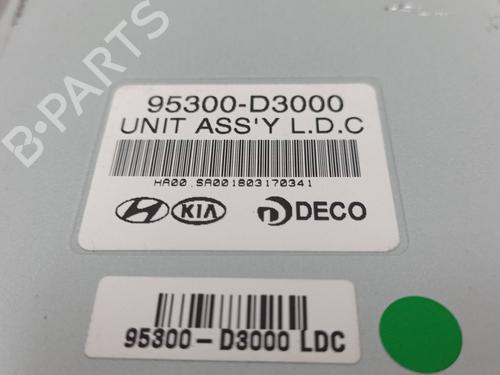 95300-D3000
UNIT ASS'Y L.D.C
HA00.SA001803170341
KIA
DECO
95300 - D3000 LDC
B-PARTS